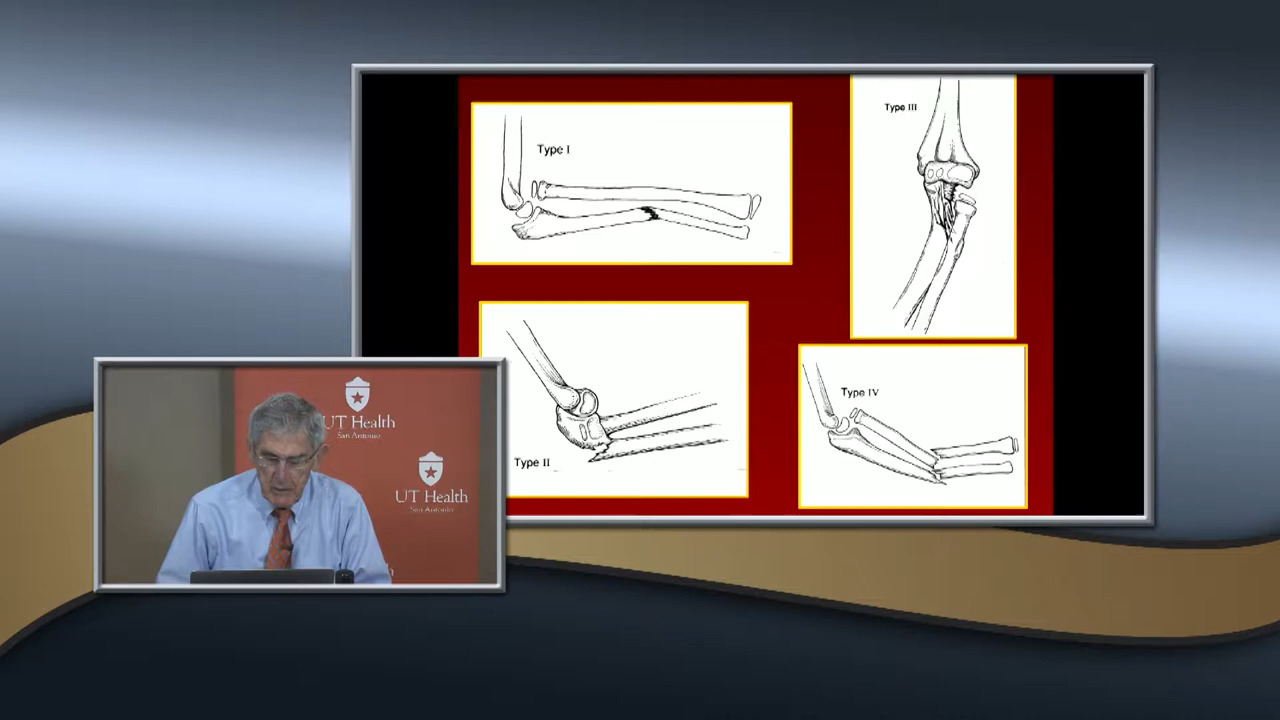 Type I
Type III
Type II
Type IV
UT Health
San Antonio
UT Health
San Antonio